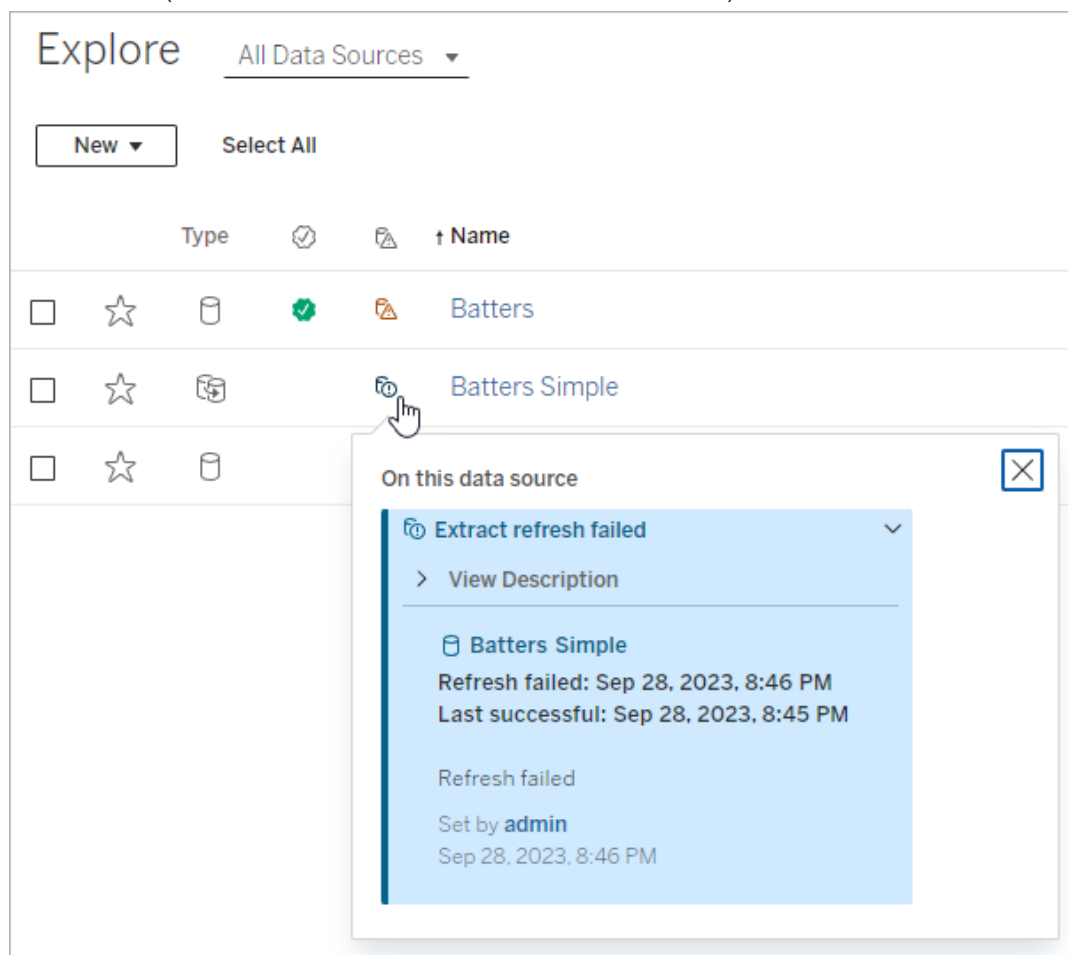 Explore All Data Sources
New Select All
Type Name
Batters
Batters Simple
On this data source
Extract refresh failed
View Description
Batters Simple
Refresh failed: Sep 28, 2023, 8:46 PM
Last successful: Sep 28, 2023, 8:45 PM
Refresh failed
Set by admin
Sep 28, 2023, 8:46 PM